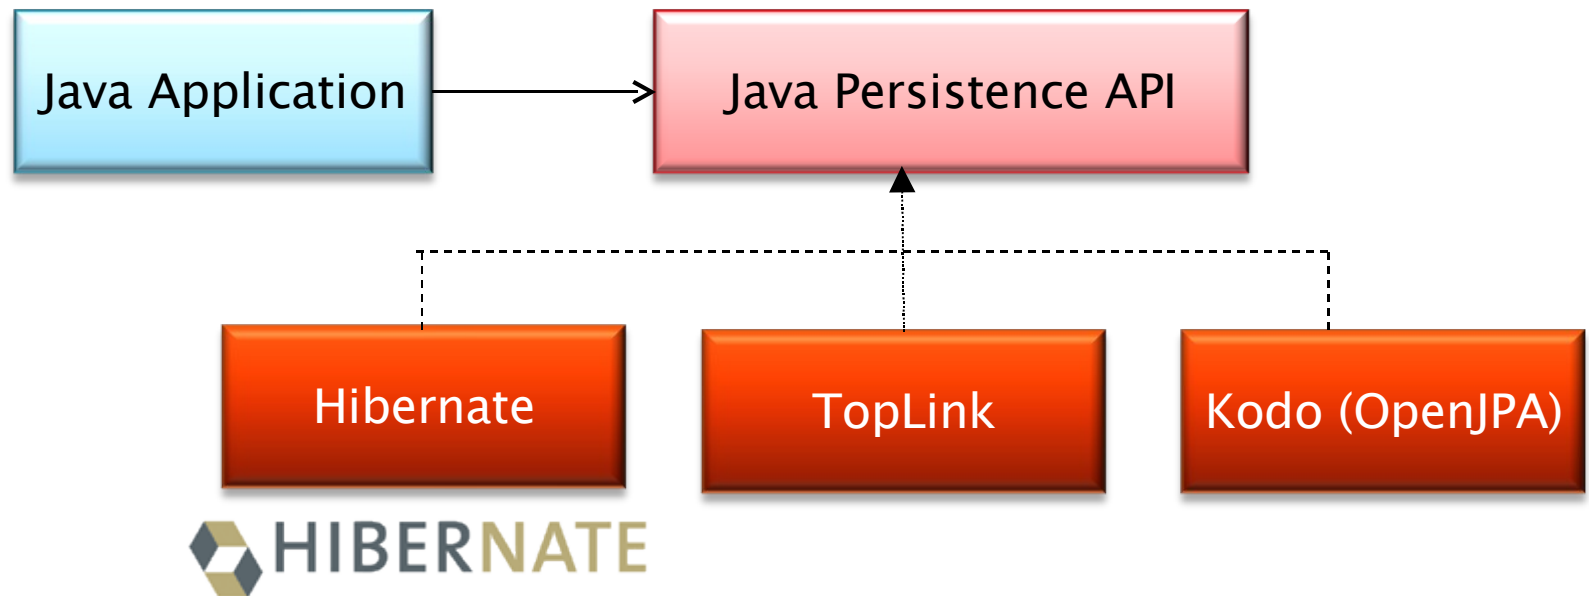 Java Application
Java Persistence API
Hibernate
TopLink
Kodo (OpenJPA)
HIBERNATE